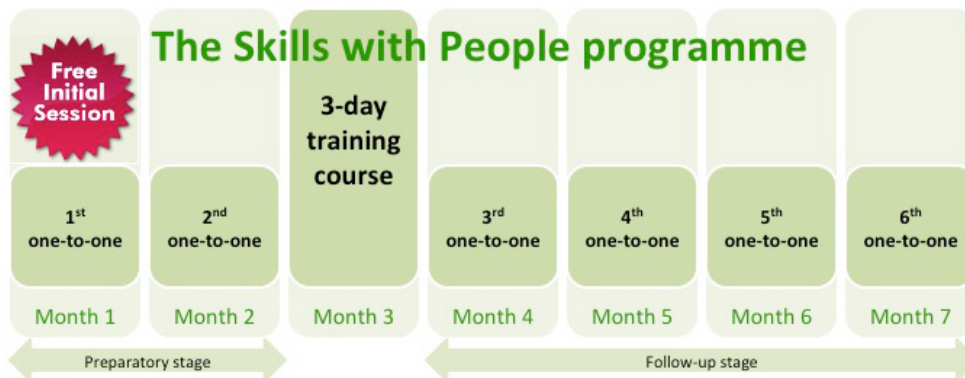 The Skills with People programme
Free
Initial
Session
3-day
training
course
1st
one-to-one
2nd
one-to-one
3rd
one-to-one
4th
one-to-one
5th
one-to-one
6th
one-to-one
Month 1
Month 2
Month 3
Month 4
Month 5
Month 6
Month 7
Preparatory stage
Follow-up stage